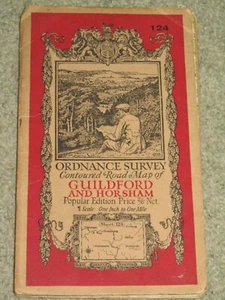 124
ORDNANCE SURVEY
Contoured Road Map of
GUILDFORD
AND HORSHAM
Popular Edition Price Net.
Scale: One Inch to One Mile
Sheet 124